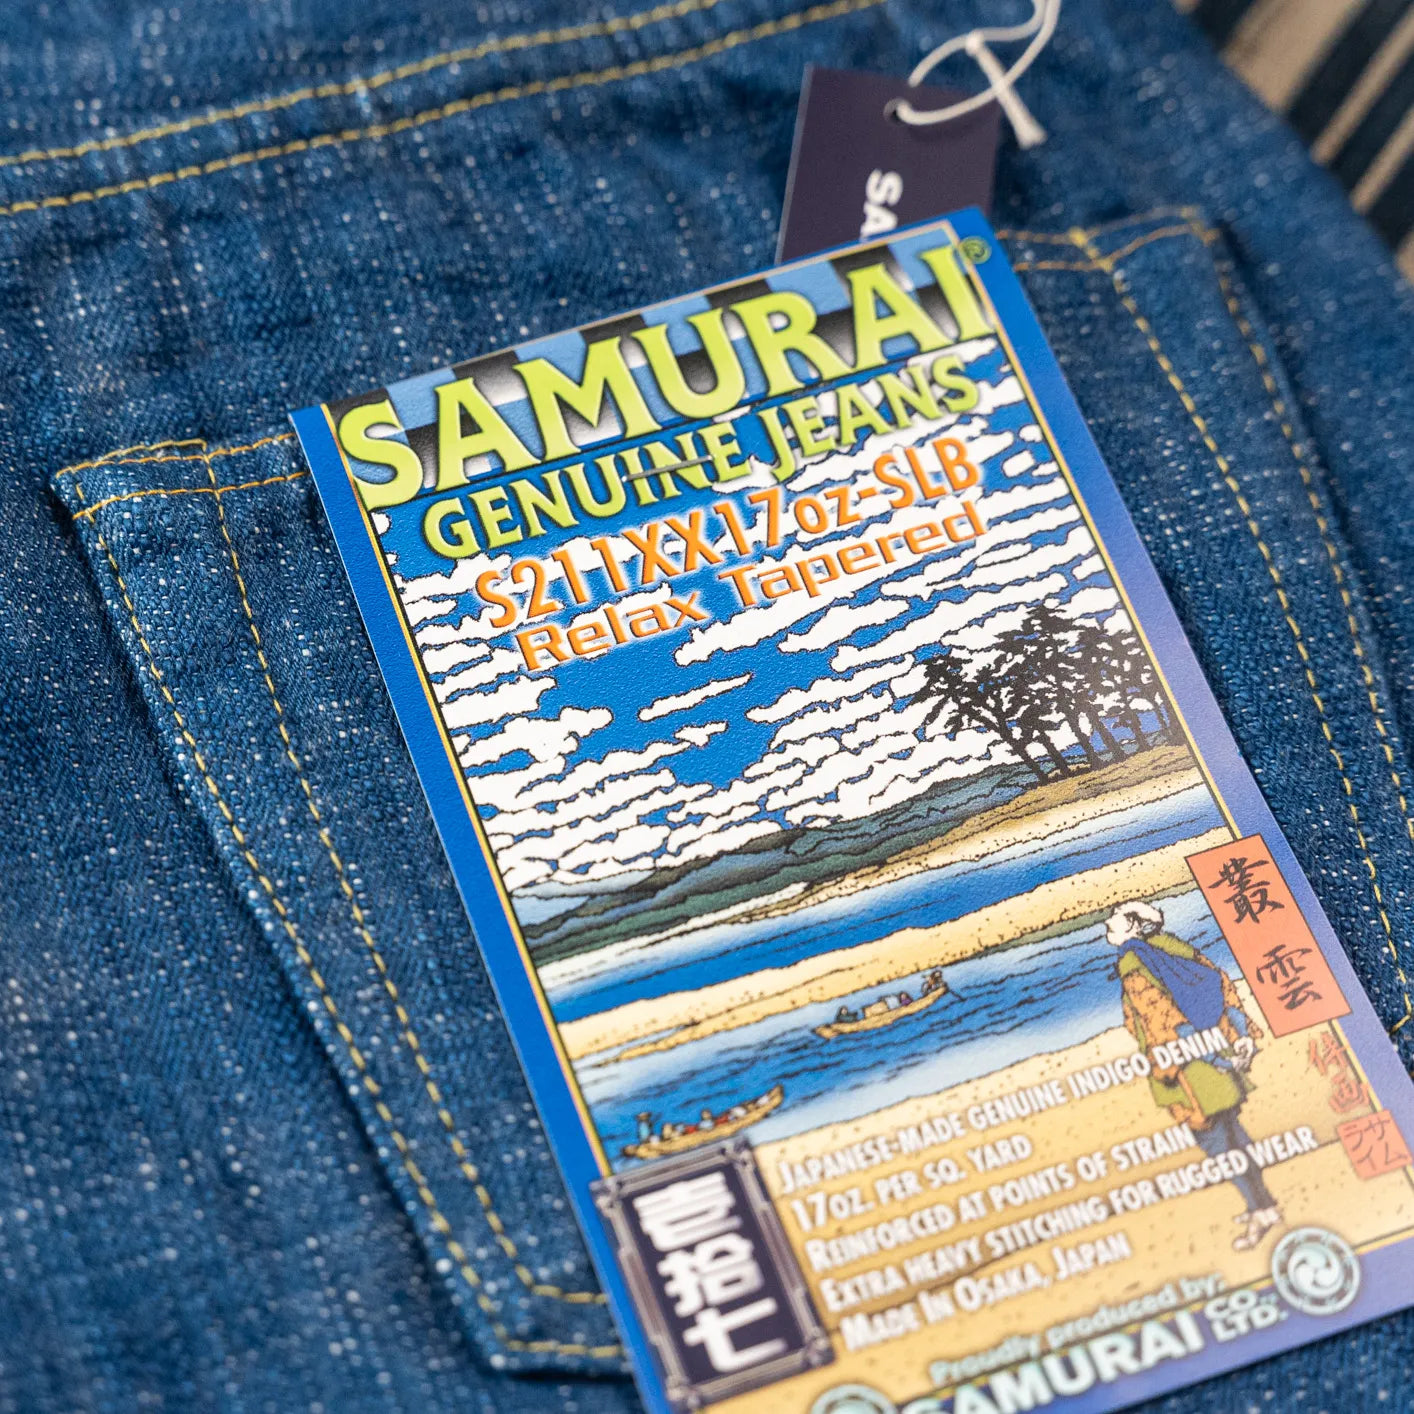 SA
SAMURAI®
GENUINE JEANS
S211XX17oz-SLB
Relax Tapered
叢雲
侍画
サムライ
JAPANESE-MADE GENUINE INDIGO DENIM
17OZ. PER SQ. YARD
REINFORCED AT POINTS OF STRAIN
EXTRA HEAVY STITCHING FOR RUGGED WEAR
MADE IN OSAKA, JAPAN
壱拾七
Proudly produced by:
SAMURAI CO., LTD.